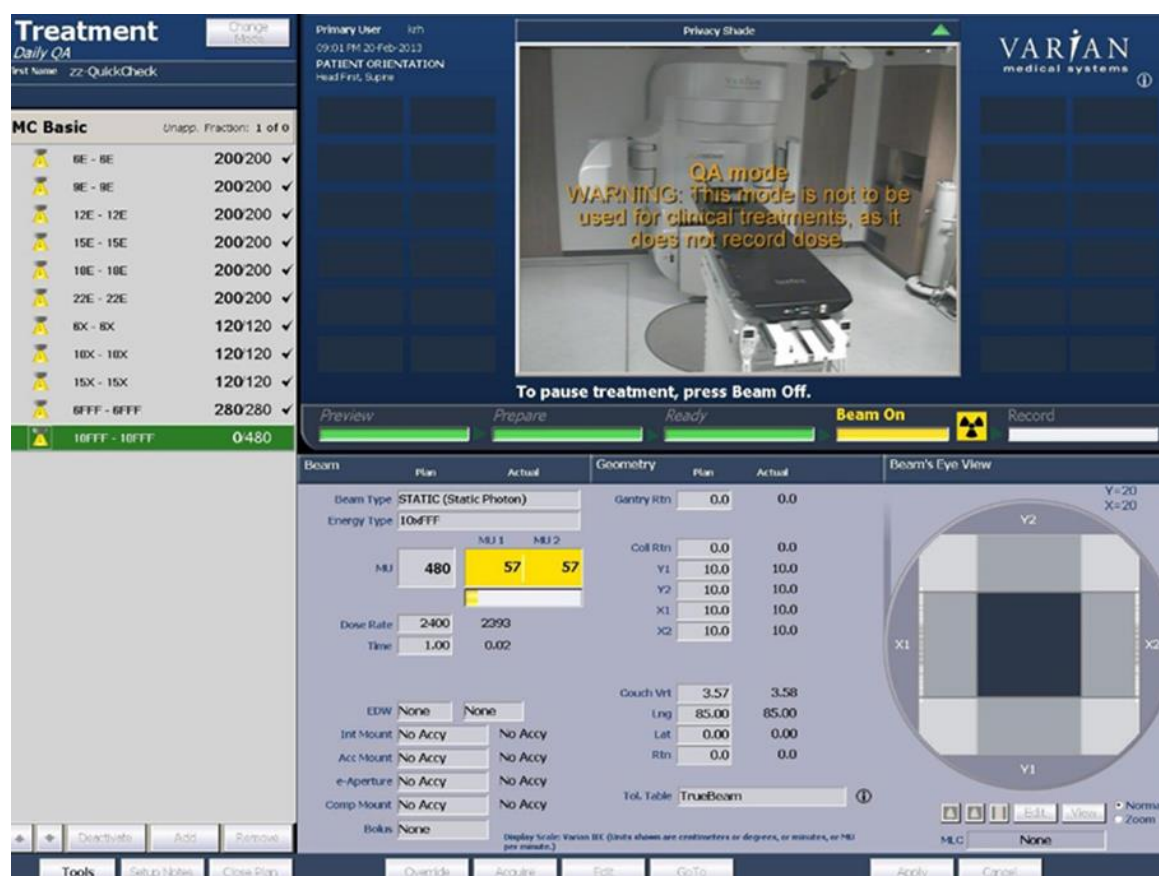 Treatment
Change Mode
Daily QA
First Name zz-QuickCheck
MC Basic Unapp. Fraction: 1 of 0
6E - 6E 200/200
9E - 9E 200/200
12E - 12E 200/200
15E - 15E 200/200
18E - 18E 200/200
22E - 22E 200/200
6X - 6X 120/120
10X - 10X 120/120
15X - 15X 120/120
6FFF - 6FFF 280/280
10FFF - 10FFF 0/480
Deactivate Add Remove
Tools Setup Notes Close Plan
Primary User krh
09:01 PM 20-Feb-2013
PATIENT ORIENTATION
Head First, Supine
Privacy Shade
QA mode
WARNING: This mode is not to be
used for clinical treatments, as it
does not record dose.
To pause treatment, press Beam Off.
VARIAN
medical systems
Preview Prepare Ready Beam On Record
Beam Plan Actual
Beam Type STATIC (Static Photon)
Energy Type 10xFFF
MU 1 MU 2
MU 480 57 57
Dose Rate 2400 2393
Time 1.00 0.02
EDW None None
Int Mount No Accy No Accy
Acc Mount No Accy No Accy
e-Aperture No Accy No Accy
Comp Mount No Accy No Accy
Bolus None
Geometry Plan Actual
Gantry Rtn 0.0 0.0
Coll Rtn 0.0 0.0
Y1 10.0 10.0
Y2 10.0 10.0
X1 10.0 10.0
X2 10.0 10.0
Couch Vrt 3.57 3.58
Lng 85.00 85.00
Lat 0.00 0.00
Rtn 0.0 0.0
Tol. Table TrueBeam
Display Scale: Varian IEC (Units shown are centimeters or degrees, or minutes, or MU
per minute.)
Beam's Eye View
Y=20
X=20
Y2
X1
X2
Y1
Edit View
Norma
Zoom
MLC None
Override Acquire Edit GoTo Apply Cancel